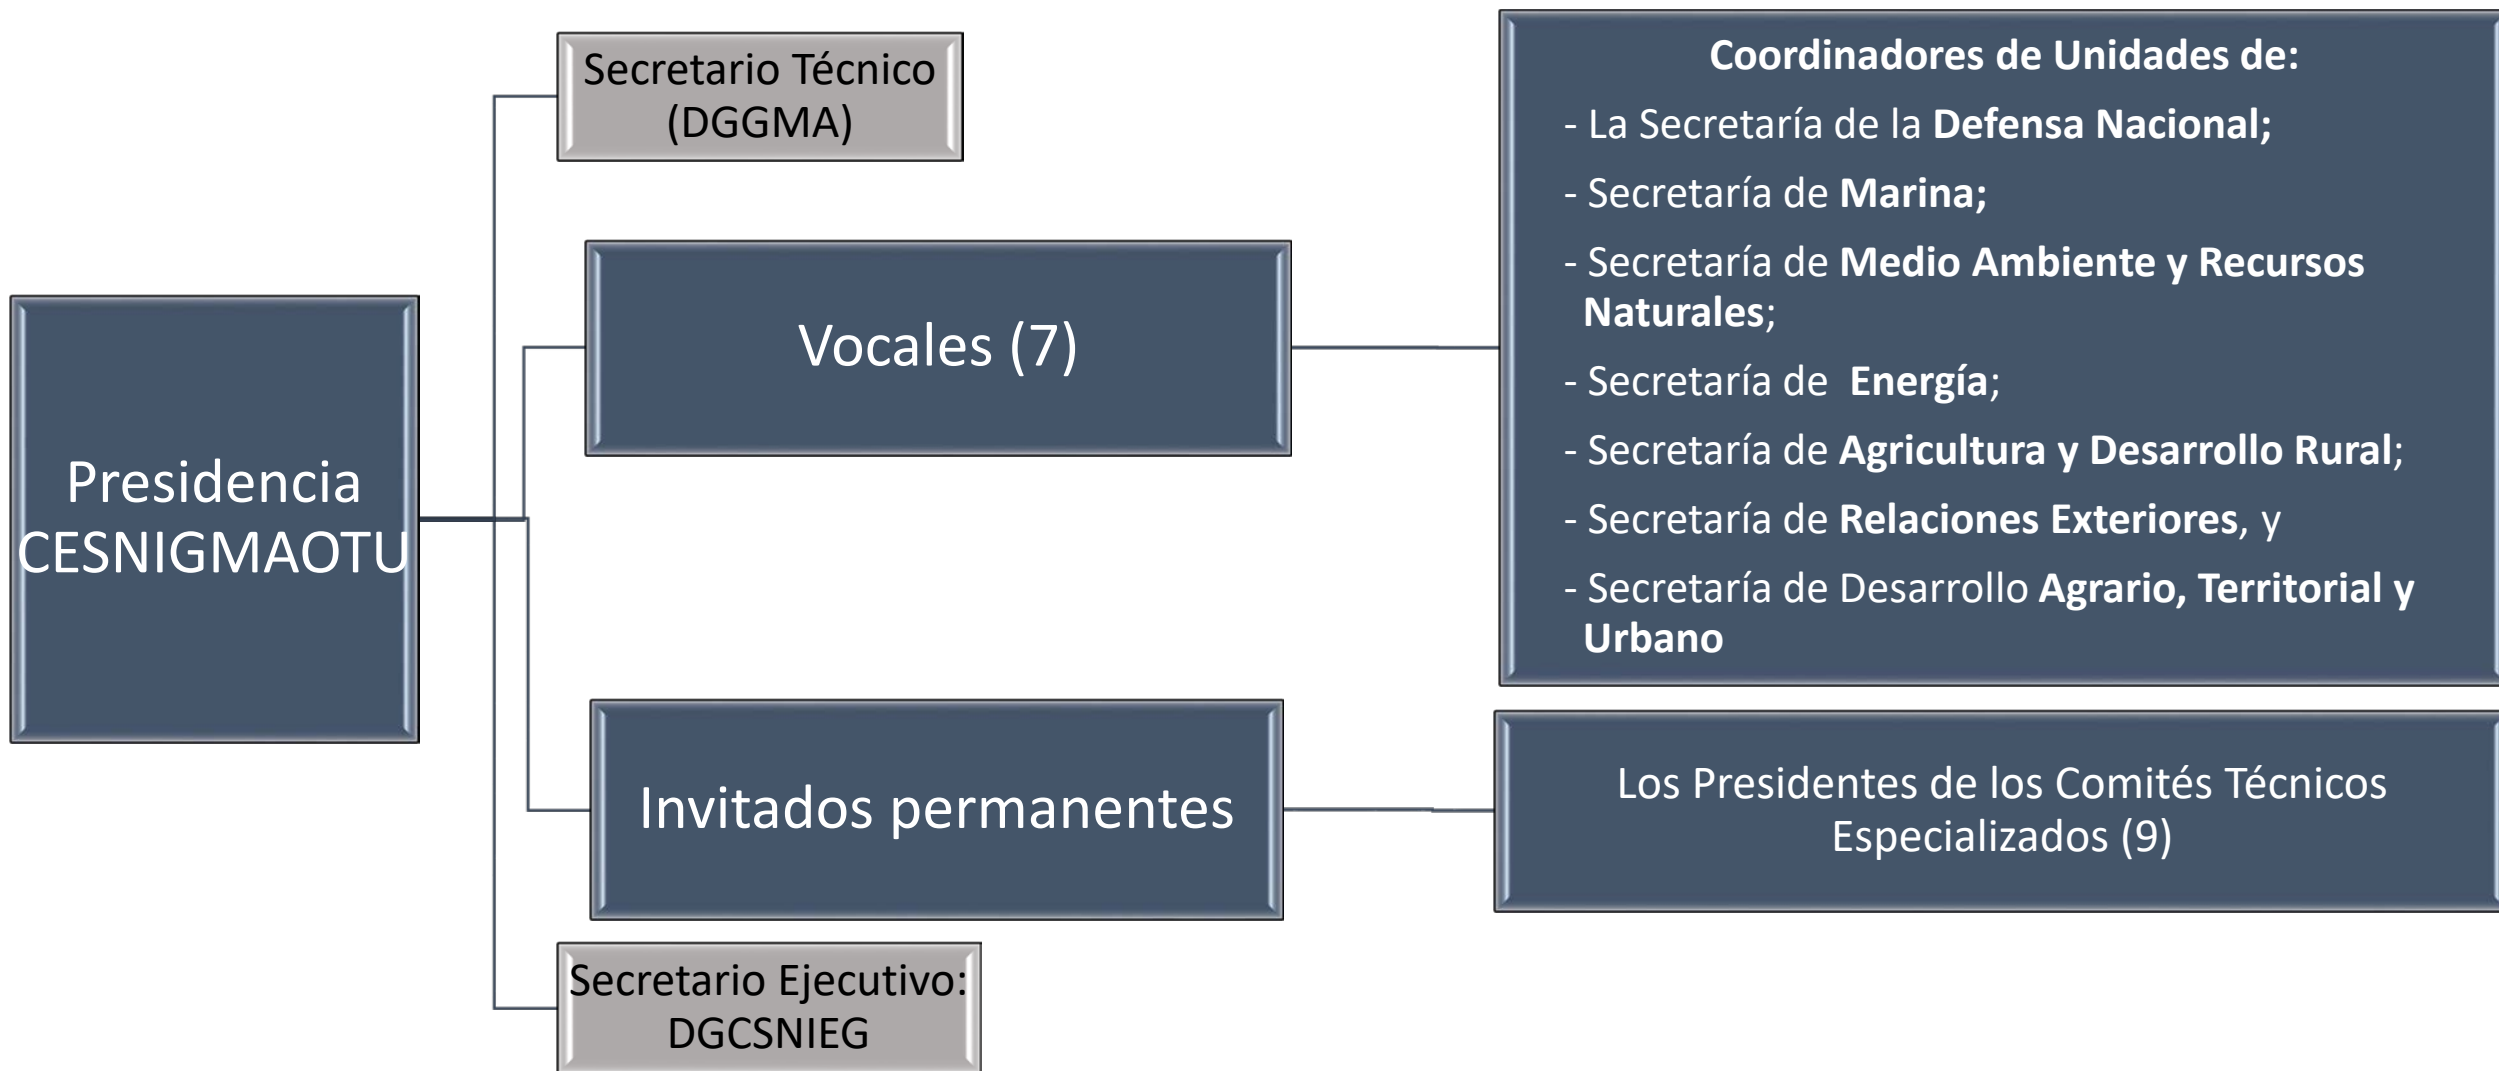 Presidencia
CESNIGMAOTU
Secretario Técnico
(DGGMA)
Vocales (7)
Coordinadores de Unidades de:
- La Secretaría de la Defensa Nacional;
- Secretaría de Marina;
- Secretaría de Medio Ambiente y Recursos
Naturales;
- Secretaría de Energía;
- Secretaría de Agricultura y Desarrollo Rural;
- Secretaría de Relaciones Exteriores, y
- Secretaría de Desarrollo Agrario, Territorial y
Urbano
Invitados permanentes
Los Presidentes de los Comités Técnicos
Especializados (9)
Secretario Ejecutivo:
DGCSNIEG